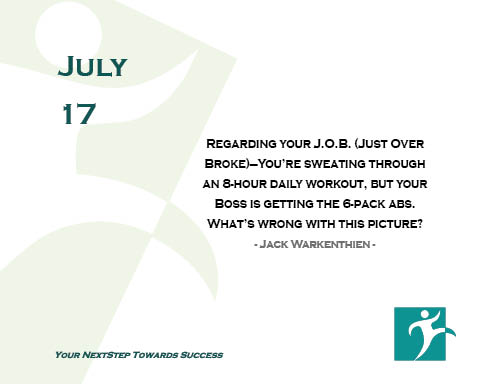 July
17
Regarding your J.O.B. (Just Over
Broke)—You're sweating through
an 8-hour daily workout, but your
Boss is getting the 6-pack abs.
What's wrong with this picture?
- Jack Warkenthien -
Your NextStep Towards Success